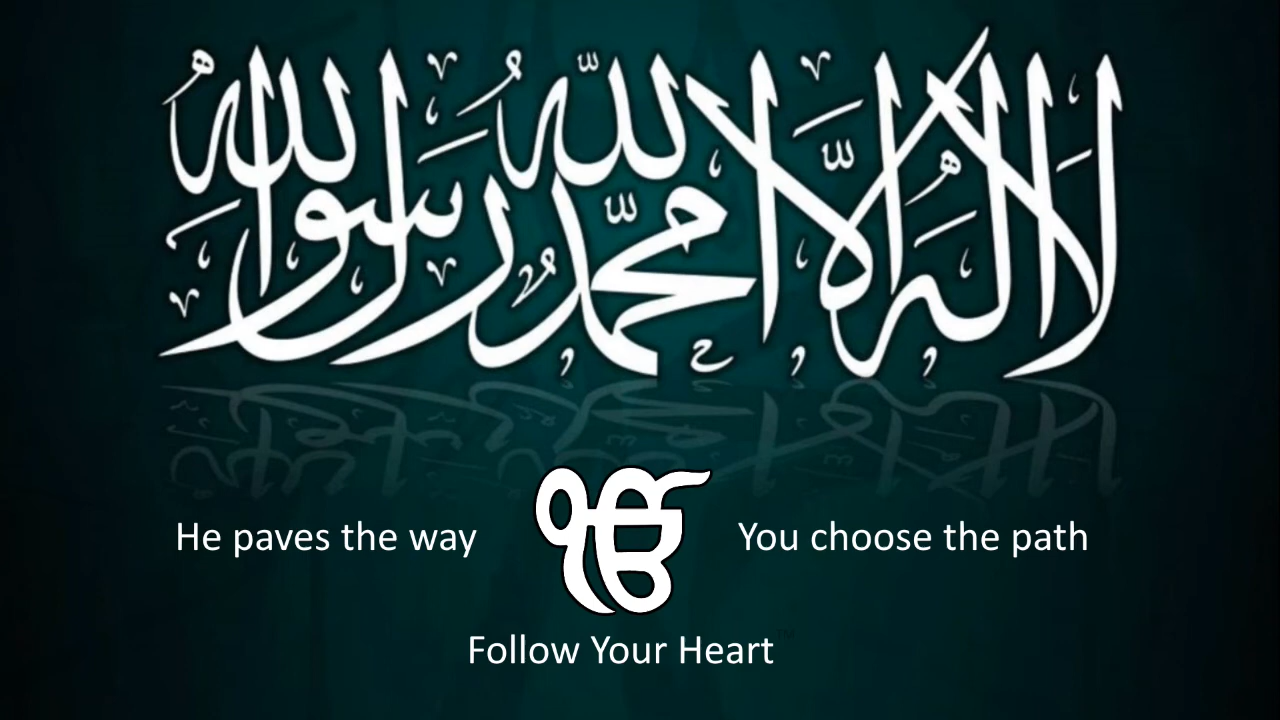 لا اله الا الله محمد رسول الله
ੴ
He paves the way
You choose the path
Follow Your Heart